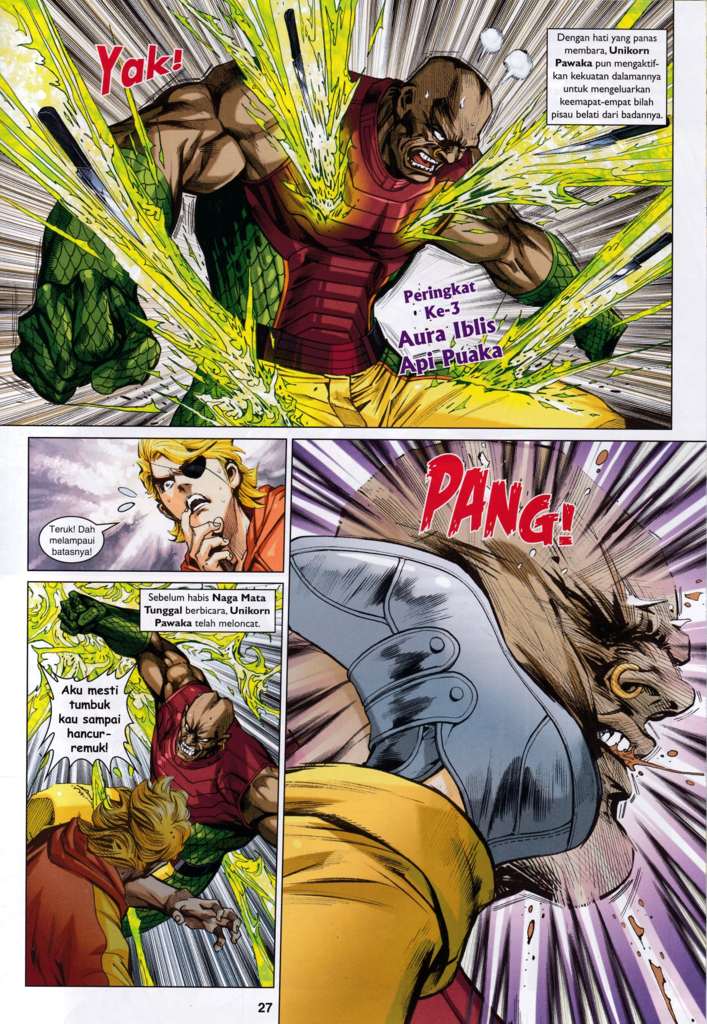 Yak!
Dengan hati yang panas
membara, Unikorn
Pawaka pun mengaktif-
kan kekuatan dalamannya
untuk mengeluarkan
keempat-empat bilah
pisau belati dari badannya.
Peringkat
Ke-3
Aura Iblis
Api Puaka
Teruk! Dah
melampaui
batasnya!
PANG!
Sebelum habis Naga Mata
Tunggal berbicara, Unikorn
Pawaka telah meloncat.
Aku mesti
tumbuk
kau sampai
hancur-
remuk!
27